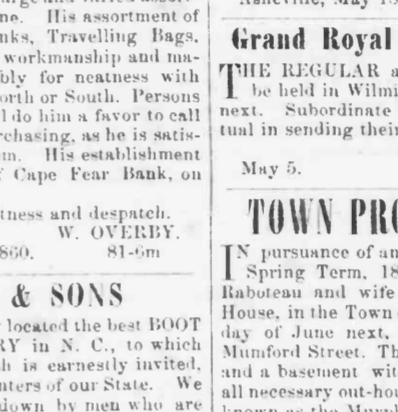 ne. His assortment of
nks, Travelling Bags,
workmanship and ma-
bly for neatness with
orth or South. Persons
l do him a favor to call
rchasing, as he is satis-
m. His establishment
f Cape Fear Bank, on
tness and despatch.
W. OVERBY.
860. 81-6m
& SONS
located the best BOOT
RY in N. C., to which
h is earnestly invited,
nters of our State. We
down by men who are
Asheville, May 1
Grand Royal
THE REGULAR a
be held in Wilmi
next. Subordinate
tual in sending their
May 5.
TOWN PRO
IN pursuance of an
Spring Term, 18
Raboteau and wife
House, in the Town
day of June next,
Mumford Street. Th
and a basement wit
all necessary out-hou